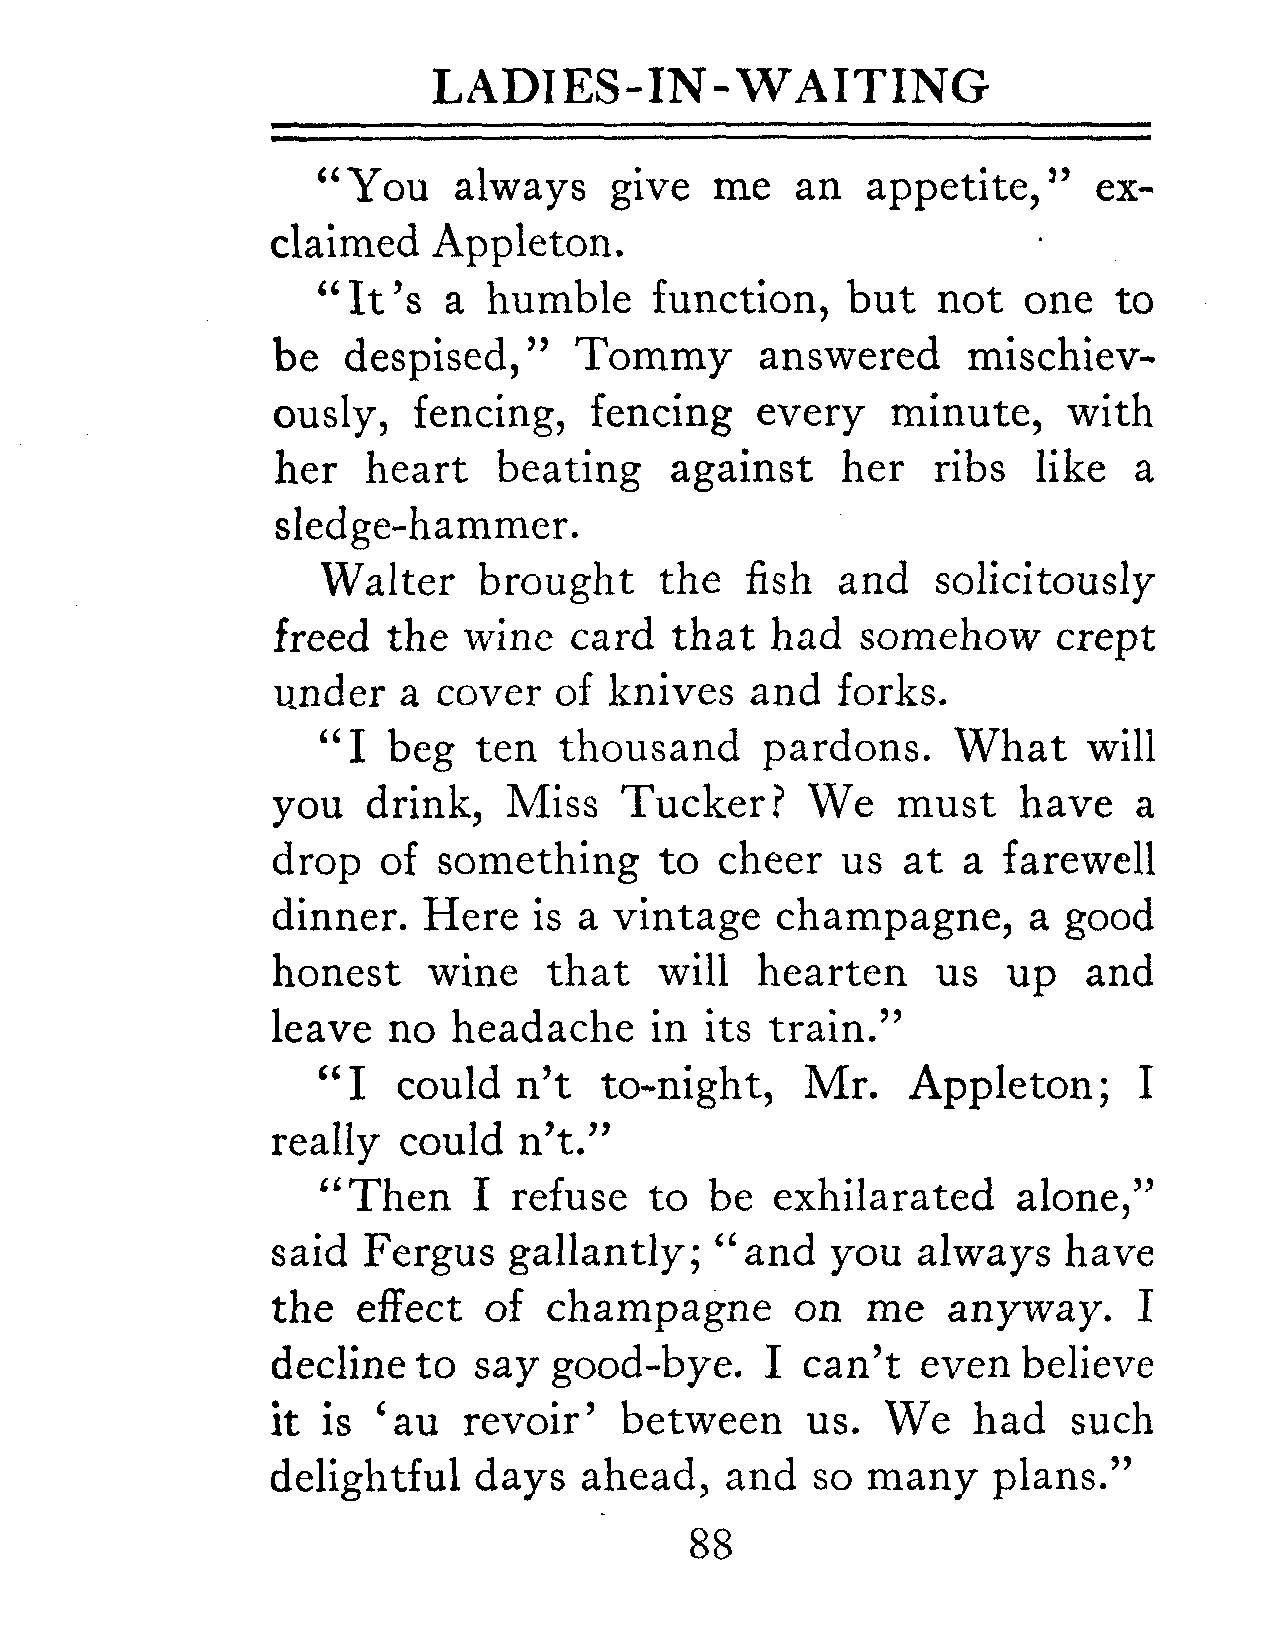 LADIES-IN-WAITING
“You always give me an appetite,” ex-
claimed Appleton.
“It ’s a humble function, but not one to
be despised,” Tommy answered mischiev-
ously, fencing, fencing every minute, with
her heart beating against her ribs like a
sledge-hammer.
Walter brought the fish and solicitously
freed the wine card that had somehow crept
under a cover of knives and forks.
“I beg ten thousand pardons. What will
you drink, Miss Tucker? We must have a
drop of something to cheer us at a farewell
dinner. Here is a vintage champagne, a good
honest wine that will hearten us up and
leave no headache in its train.”
“I could n’t to-night, Mr. Appleton; I
really could n’t.”
“Then I refuse to be exhilarated alone,”
said Fergus gallantly; “and you always have
the effect of champagne on me anyway. I
decline to say good-bye. I can’t even believe
it is ‘au revoir’ between us. We had such
delightful days ahead, and so many plans.”
88